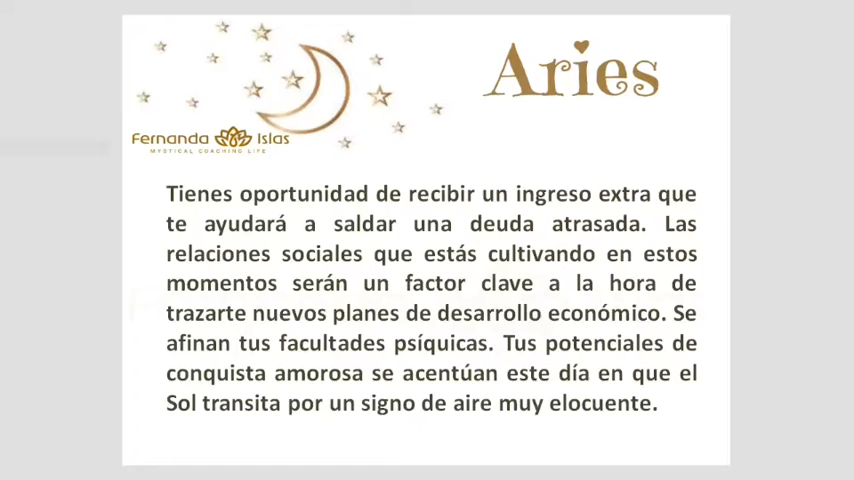 Aries
Fernanda Islas
MYSTICAL COACHING LIFE
Tienes oportunidad de recibir un ingreso extra que
te ayudará a saldar una deuda atrasada. Las
relaciones sociales que estás cultivando en estos
momentos serán un factor clave a la hora de
trazarte nuevos planes de desarrollo económico. Se
afinan tus facultades psíquicas. Tus potenciales de
conquista amorosa se acentúan este día en que el
Sol transita por un signo de aire muy elocuente.